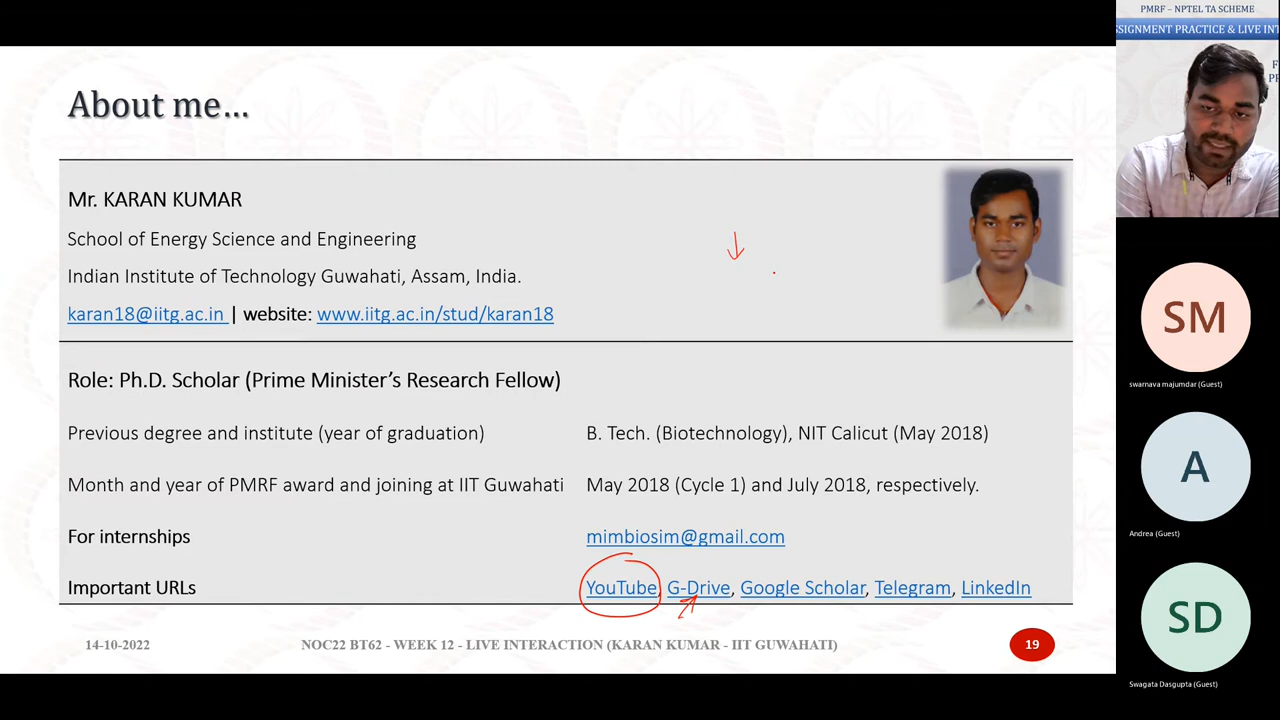 PMRF – NPTEL TA SCHEME
SSIGNMENT PRACTICE & LIVE INT
About me…
Mr. KARAN KUMAR
School of Energy Science and Engineering
Indian Institute of Technology Guwahati, Assam, India.
karan18@iitg.ac.in | website: www.iitg.ac.in/stud/karan18
Role: Ph.D. Scholar (Prime Minister’s Research Fellow)
Previous degree and institute (year of graduation) B. Tech. (Biotechnology), NIT Calicut (May 2018)
Month and year of PMRF award and joining at IIT Guwahati May 2018 (Cycle 1) and July 2018, respectively.
For internships mimbiosim@gmail.com
Important URLs YouTube, G-Drive, Google Scholar, Telegram, LinkedIn
14-10-2022 NOC22 BT62 - WEEK 12 - LIVE INTERACTION (KARAN KUMAR - IIT GUWAHATI) 19
SM
swarnava majumdar (Guest)
A
Andrea (Guest)
SD
Swagata Dasgupta (Guest)